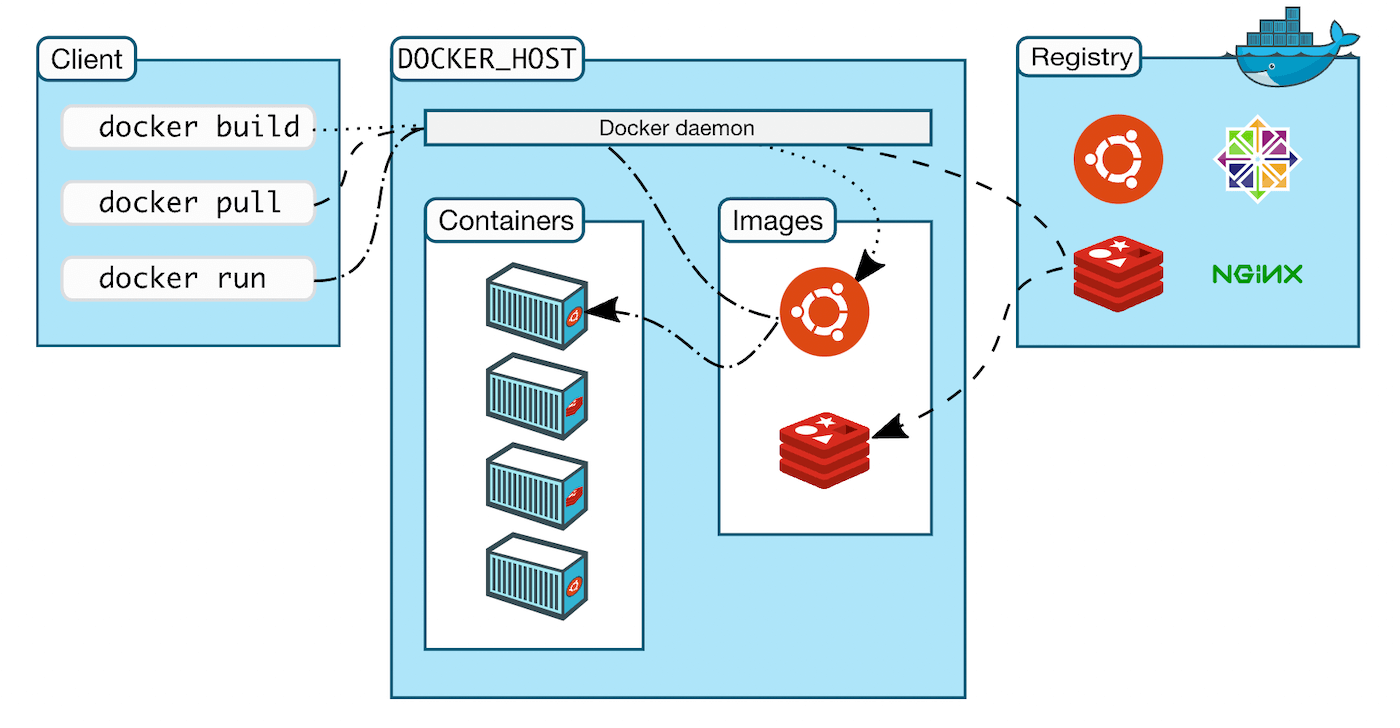 Client
docker build
docker pull
docker run
DOCKER_HOST
Docker daemon
Containers
Images
Registry
NGiNX